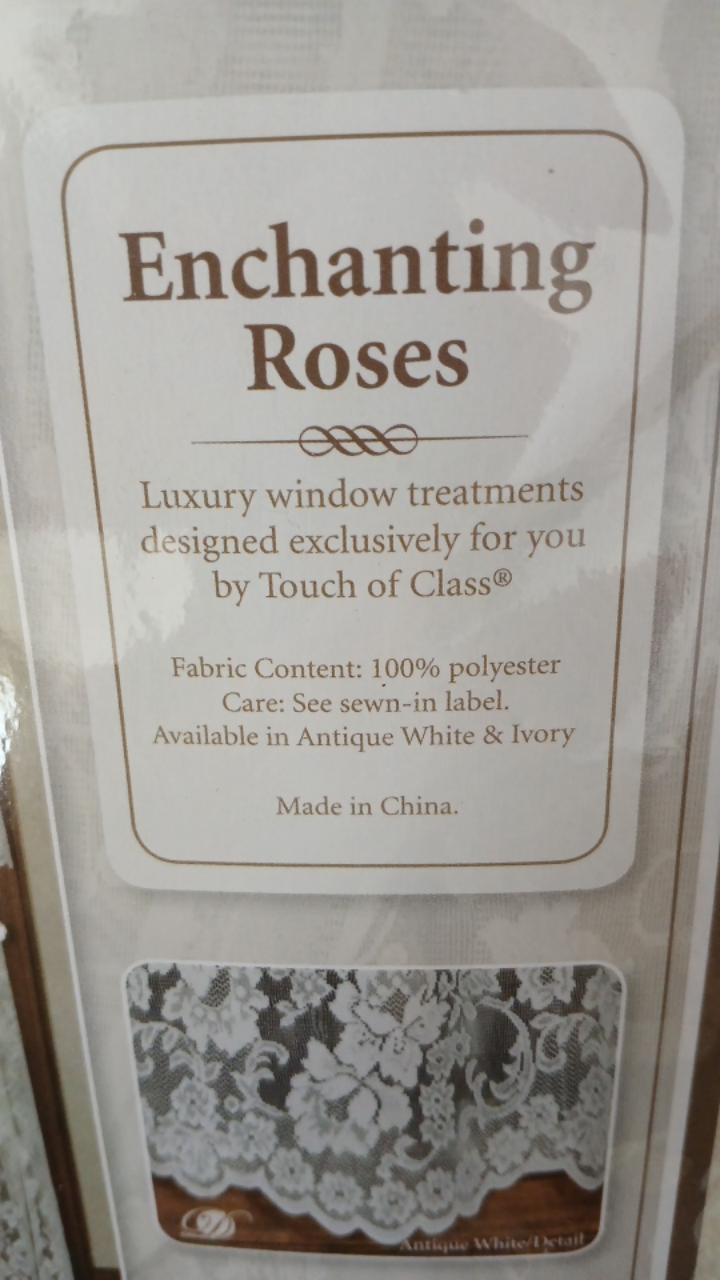 Enchanting
Roses
Luxury window treatments
designed exclusively for you
by Touch of Class®
Fabric Content: 100% polyester
Care: See sewn-in label.
Available in Antique White & Ivory
Made in China.
Antique White/Detail